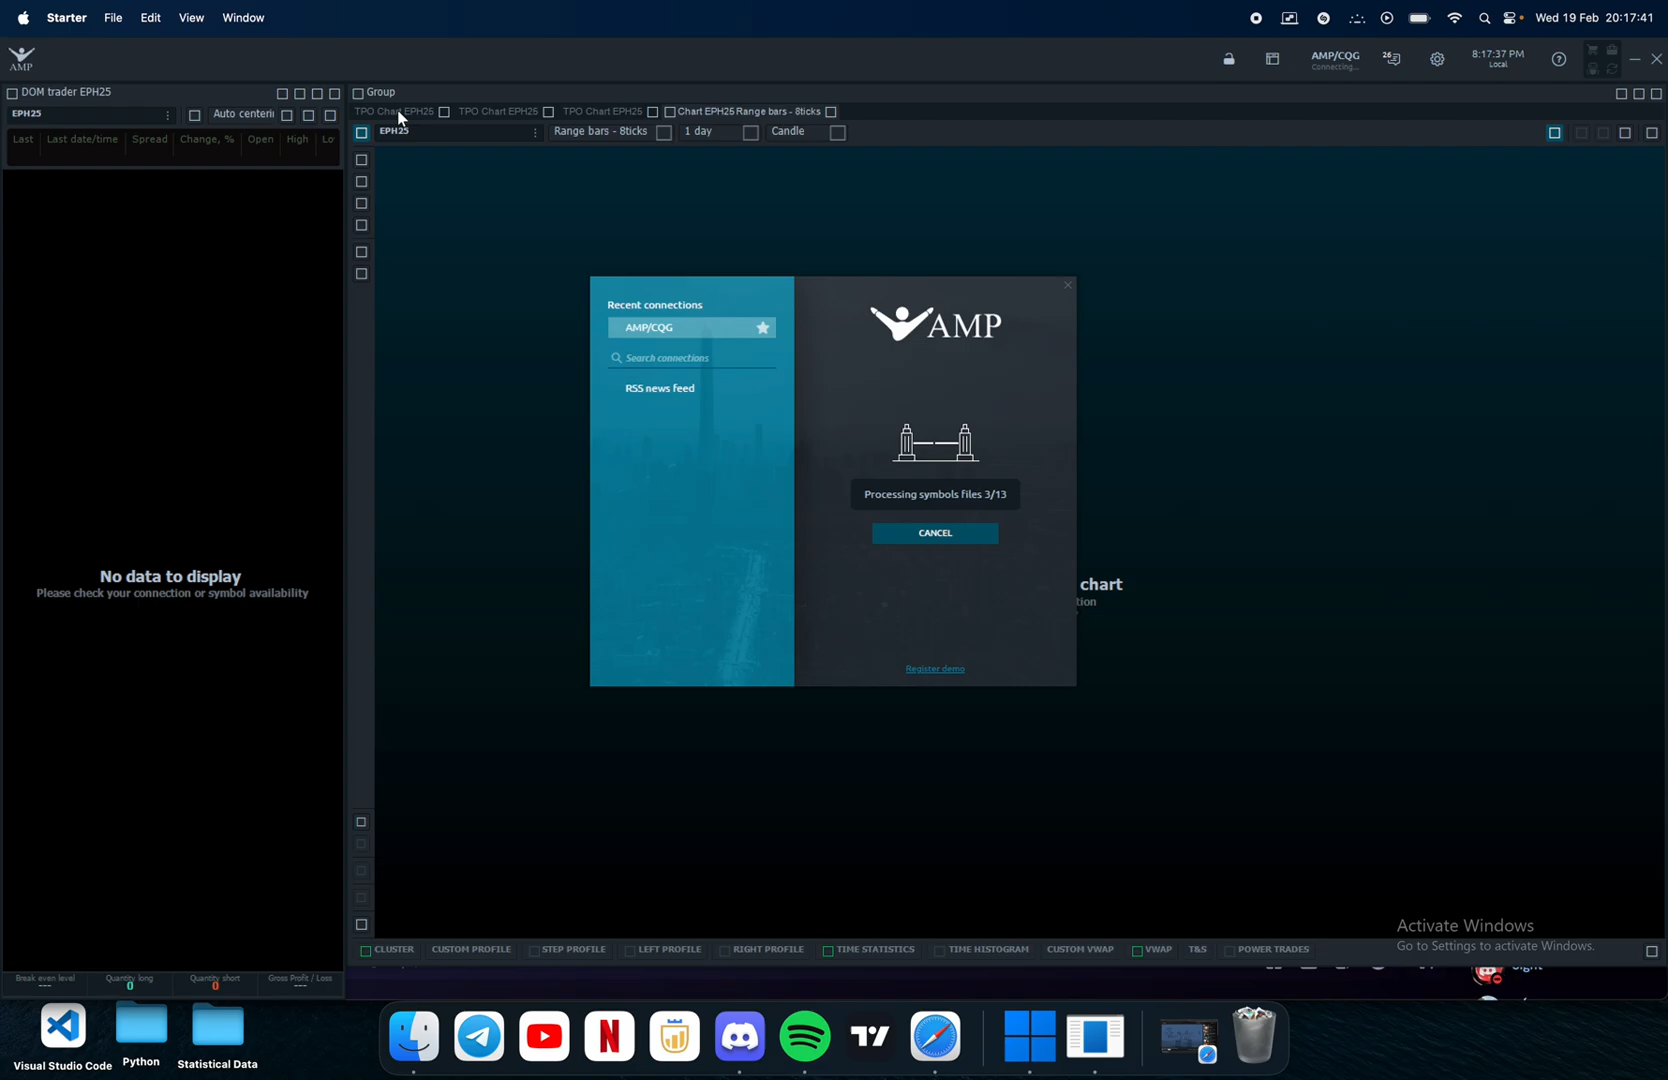 Starter File Edit View Window Wed 19 Feb 20:17:41
AMP
AMP/CQG
Connecting...
26
8:17:37 PM
Local
DOM trader EPH25
EPH25
Auto centerin
Last Last date/time Spread Change, % Open High Lo
No data to display
Please check your connection or symbol availability
Break even level Quantity long Quantity short Gross Profit / Loss
--- 0 0 ---
Group
TPO Chart EPH25 TPO Chart EPH25 TPO Chart EPH25 Chart EPH25 Range bars - 8ticks
EPH25 Range bars - 8ticks 1 day Candle
Recent connections
AMP/CQG
Search connections
RSS news feed
AMP
Processing symbols files 3/13
CANCEL
Register demo
chart
tion
Activate Windows
Go to Settings to activate Windows.
CLUSTER CUSTOM PROFILE STEP PROFILE LEFT PROFILE RIGHT PROFILE TIME STATISTICS TIME HISTOGRAM CUSTOM VWAP VWAP T&S POWER TRADES
Visual Studio Code Python Statistical Data